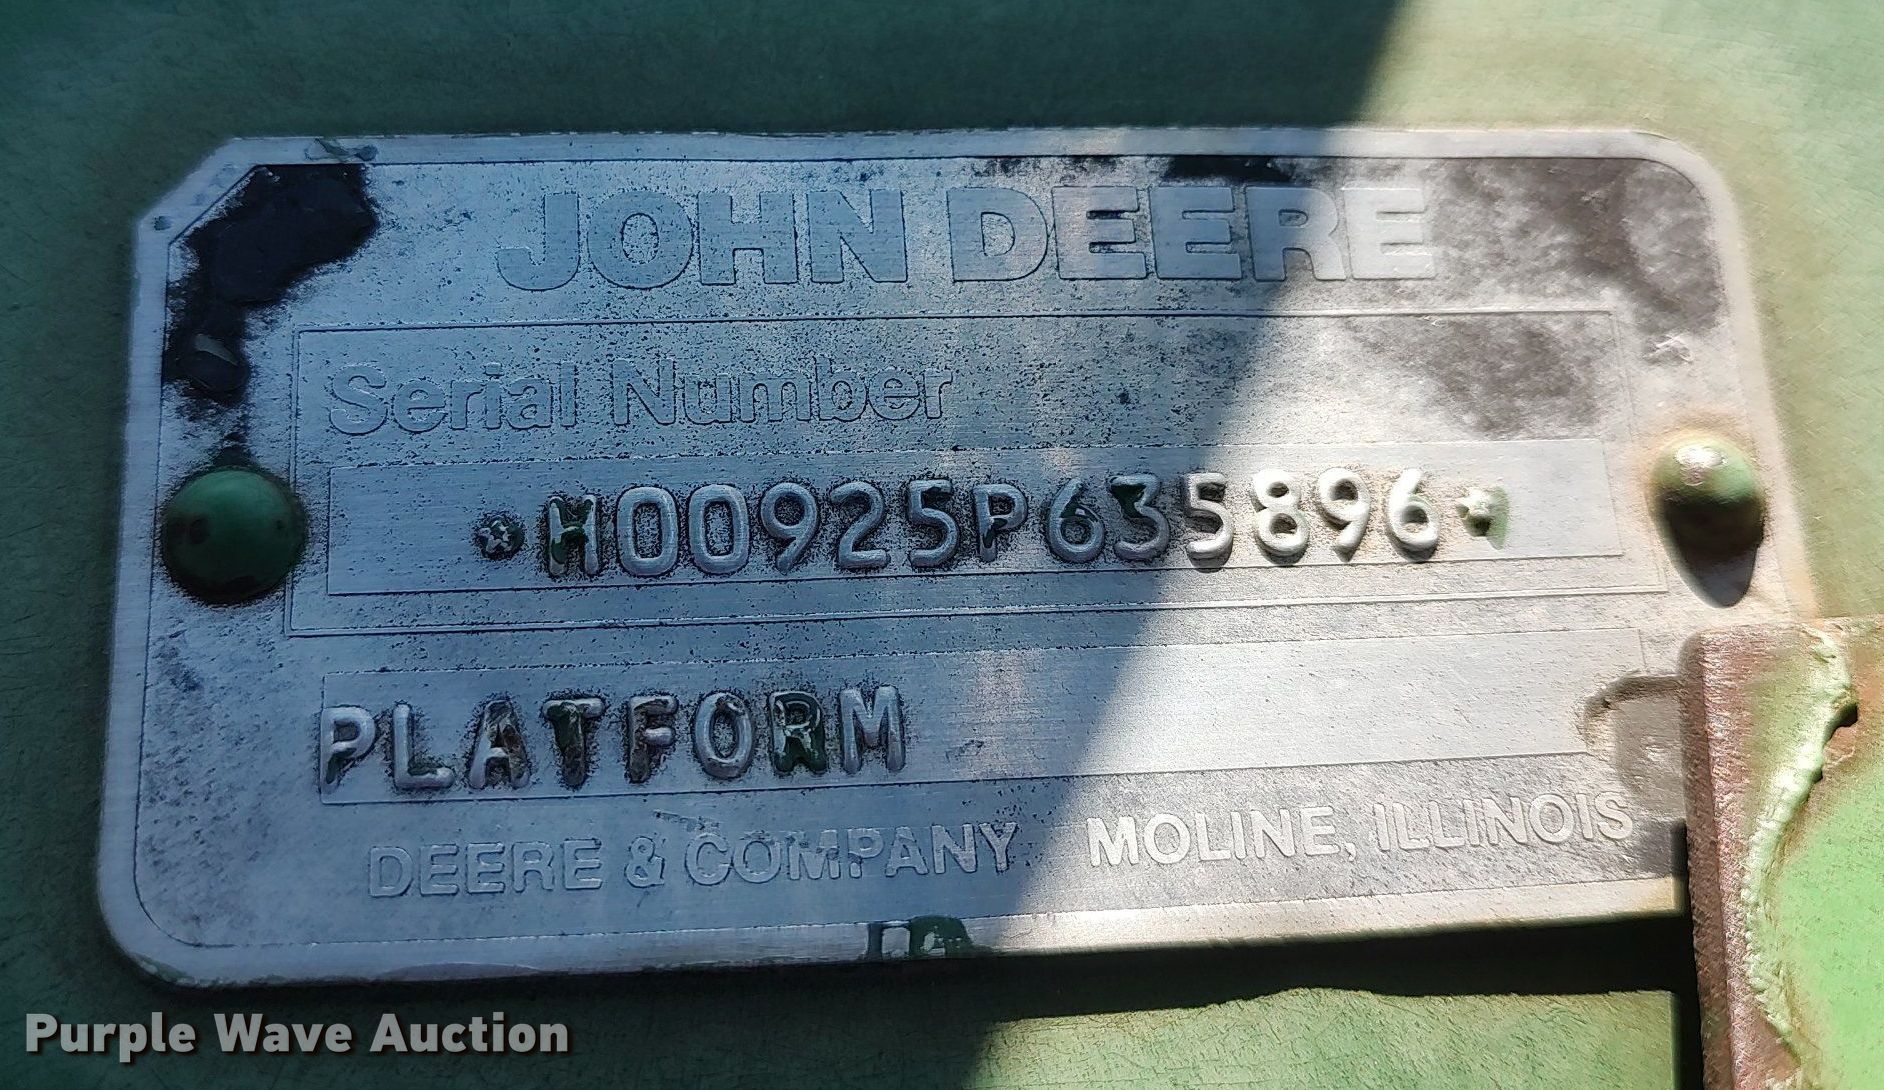 JOHN DEERE
Serial Number
*H00925P635896*
PLATFORM
DEERE & COMPANY MOLINE, ILLINOIS
Purple Wave Auction